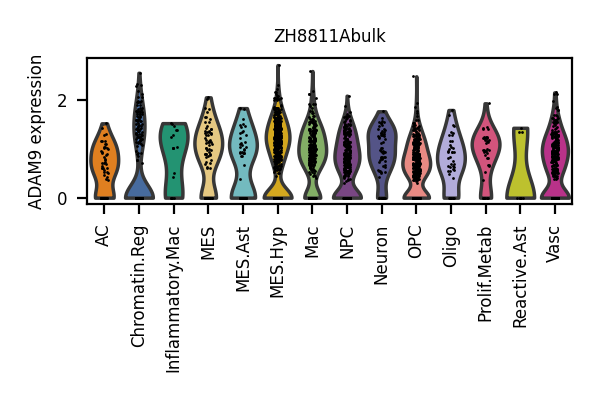 ZH8811Abulk
ADAM9 expression
2
0
AC
Chromatin.Reg
Inflammatory.Mac
MES
MES.Ast
MES.Hyp
Mac
NPC
Neuron
OPC
Oligo
Prolif.Metab
Reactive.Ast
Vasc